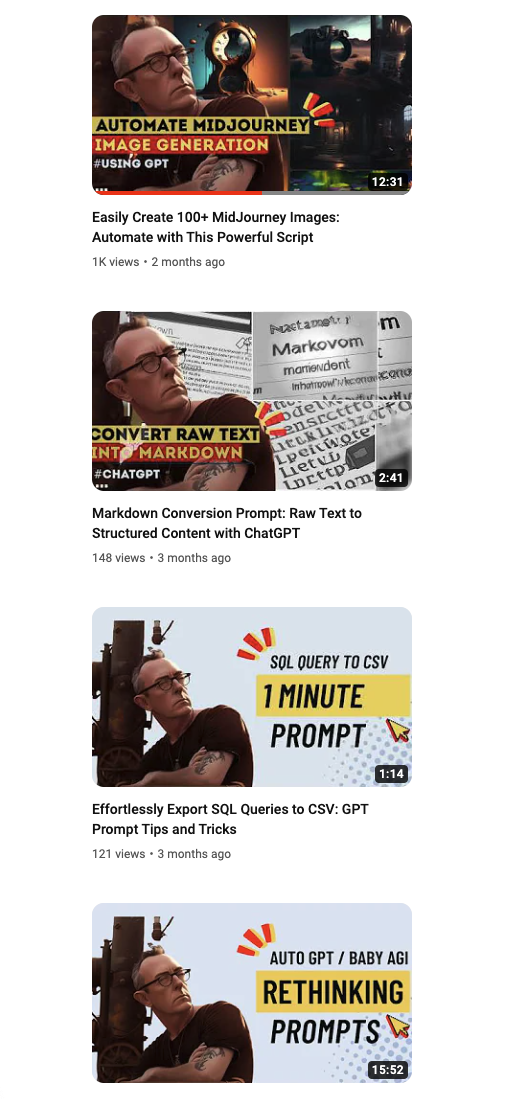 AUTOMATE MIDJOURNEY
IMAGE GENERATION
#USING GPT
12:31
Easily Create 100+ MidJourney Images:
Automate with This Powerful Script
1K views • 2 months ago
Markovom
mamendent
m
CONVERT RAW TEXT
INTO MARKDOWN
#CHATGPT
2:41
Markdown Conversion Prompt: Raw Text to
Structured Content with ChatGPT
148 views • 3 months ago
SQL QUERY TO CSV
1 MINUTE
PROMPT
1:14
Effortlessly Export SQL Queries to CSV: GPT
Prompt Tips and Tricks
121 views • 3 months ago
AUTO GPT / BABY AGI
RETHINKING
PROMPTS
15:52